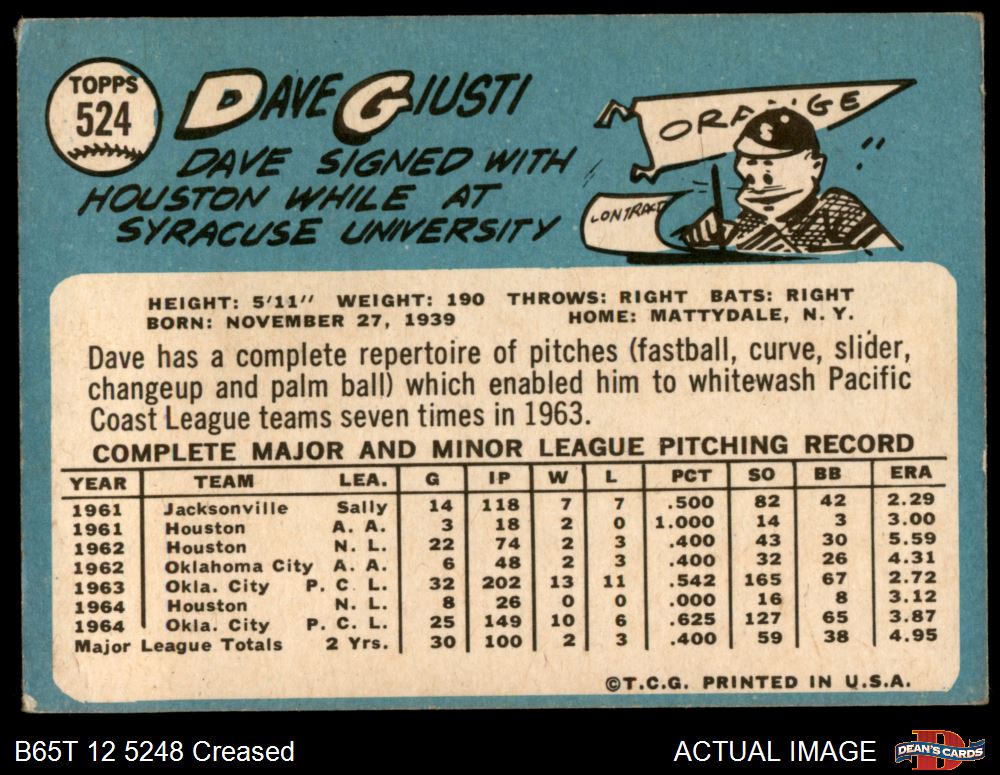 TOPPS
524
DAVE GIUSTI
DAVE SIGNED WITH
HOUSTON WHILE AT
SYRACUSE UNIVERSITY
ORANGE
S
CONTRACT
HEIGHT: 5'11" WEIGHT: 190 THROWS: RIGHT BATS: RIGHT
BORN: NOVEMBER 27, 1939 HOME: MATTYDALE, N. Y.
Dave has a complete repertoire of pitches (fastball, curve, slider,
changeup and palm ball) which enabled him to whitewash Pacific
Coast League teams seven times in 1963.
COMPLETE MAJOR AND MINOR LEAGUE PITCHING RECORD
YEAR TEAM LEA. G IP W L PCT SO BB ERA
1961 Jacksonville Sally 14 118 7 7 .500 82 42 2.29
1961 Houston A. A. 3 18 2 0 1.000 14 3 3.00
1962 Houston N. L. 22 74 2 3 .400 43 30 5.59
1962 Oklahoma City A. A. 6 48 2 3 .400 32 26 4.31
1963 Okla. City P. C. L. 32 202 13 11 .542 165 67 2.72
1964 Houston N. L. 8 26 0 0 .000 16 8 3.12
1964 Okla. City P. C. L. 25 149 10 6 .625 127 65 3.87
Major League Totals 2 Yrs. 30 100 2 3 .400 59 38 4.95
©T.C.G. PRINTED IN U.S.A.
B65T 12 5248 Creased
ACTUAL IMAGE
D
DEAN'S CARDS